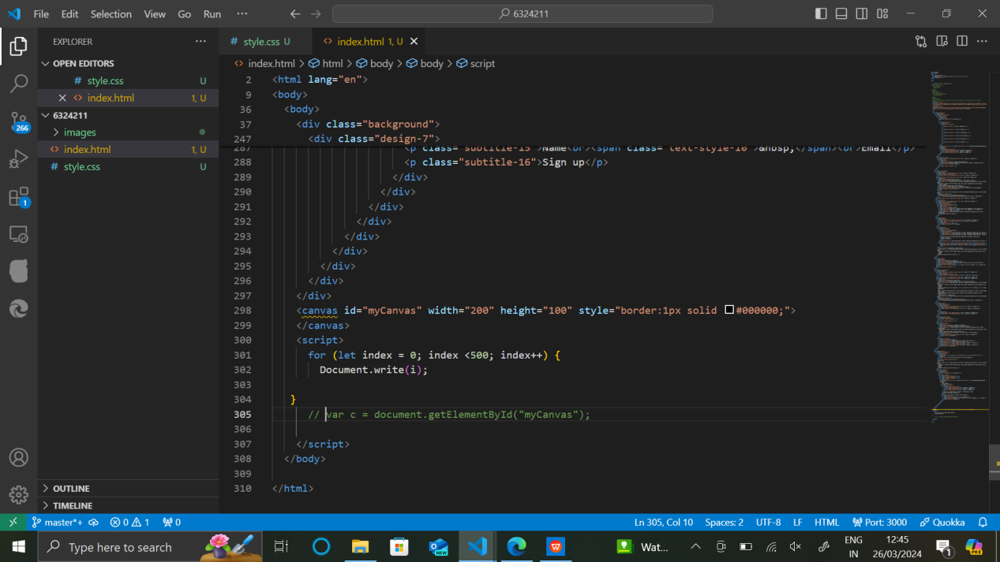 File Edit Selection View Go Run ··· 6324211
EXPLORER ···
OPEN EDITORS
# style.css U
<> index.html 1, U
266
6324211
images
<> index.html 1, U
# style.css U
1
OUTLINE
TIMELINE
# style.css U <> index.html 1, U
<> index.html > html > body > body > script
2 <html lang="en">
9 <body>
36 <body>
37 <div class="background">
247 <div class="design-7">
287 <p class="subtitle-15">Name<br><span class="text-style-10">&nbsp;</span><br>Email</p>
288 <p class="subtitle-16">Sign up</p>
289 </div>
290 </div>
291 </div>
292 </div>
293 </div>
294 </div>
295 </div>
296 </div>
297 </div>
298 <canvas id="myCanvas" width="200" height="100" style="border:1px solid #000000;">
299 </canvas>
300 <script>
301 for (let index = 0; index <500; index++) {
302 Document.write(i);
303
304 }
305 // var c = document.getElementById("myCanvas");
306
307 </script>
308 </body>
309
310 </html>
master*+ 0 1 0 Ln 305, Col 10 Spaces: 2 UTF-8 LF HTML Port: 3000 Quokka
Type here to search
NEW
W
Wat...
ENG
IN
12:45
26/03/2024
1
PRE